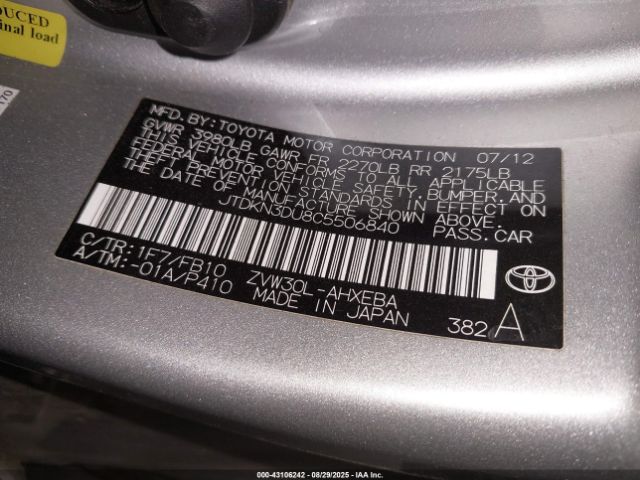 DUCED
inal load
170
MFD. BY: TOYOTA MOTOR CORPORATION 07/12
GVWR 3980LB GAWR FR 2270LB RR 2175LB
THIS VEHICLE CONFORMS TO ALL APPLICABLE
FEDERAL MOTOR VEHICLE SAFETY, BUMPER, AND
THEFT PREVENTION STANDARDS IN EFFECT ON
THE DATE OF MANUFACTURE SHOWN ABOVE.
JTDKN3DU8C5506840 PASS.CAR
C/TR: 1F7/FB10 ZVW30L-AHXEBA
A/TM: -01A/P410 MADE IN JAPAN
382 A
TOYOTA
000-43106242 - 08/29/2025 - IAA Inc.